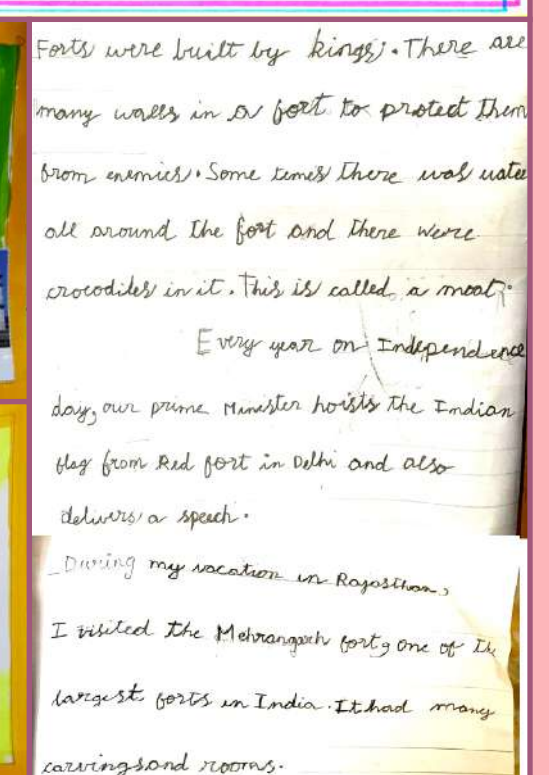 Forts were built by kings. There are
many walls in a fort to protect them
from enemies. Some times there was water
all around the fort and there were
crocodiles in it. This is called a moat.
Every year on Independence
day, our prime Minister hoists the Indian
flag from Red fort in Delhi and also
delivers a speech.
During my vacation in Rajasthan,
I visited the Mehrangarh fort, one of the
largest forts in India. It had many
carvings and rooms.